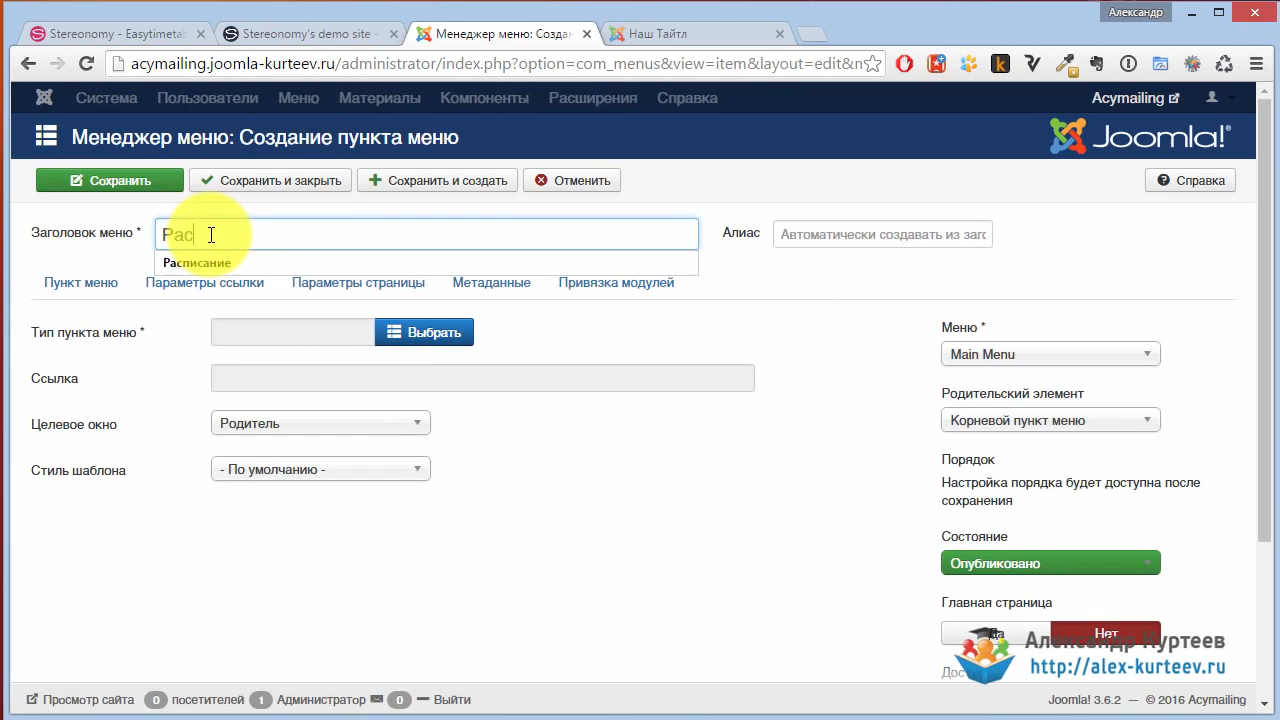 Александр
Stereonomy - Easytimetab
Stereonomy's demo site -
Менеджер меню: Созда
Наш Тайтл
acymailing.joomla-kurteev.ru/administrator/index.php?option=com_menus&view=item&layout=edit&m
Система Пользователи Меню Материалы Компоненты Расширения Справка
Acymailing
Менеджер меню: Создание пункта меню
Joomla!®
Сохранить
Сохранить и закрыть
Сохранить и создать
Отменить
Справка
Заголовок меню *
Рас
Алиас
Автоматически создавать из заго
Расписание
Пункт меню
Параметры ссылки
Параметры страницы
Метаданные
Привязка модулей
Тип пункта меню *
Выбрать
Меню *
Main Menu
Ссылка
Родительский элемент
Корневой пункт меню
Целевое окно
Родитель
Стиль шаблона
- По умолчанию -
Порядок
Настройка порядка будет доступна после
сохранения
Состояние
Опубликовано
Главная страница
Да
Нет
Александр Куртеев
http://alex-kurteev.ru
Просмотр сайта 0 посетителей 1 Администратор 0 Выйти
Joomla! 3.6.2 — © 2016 Acymailing